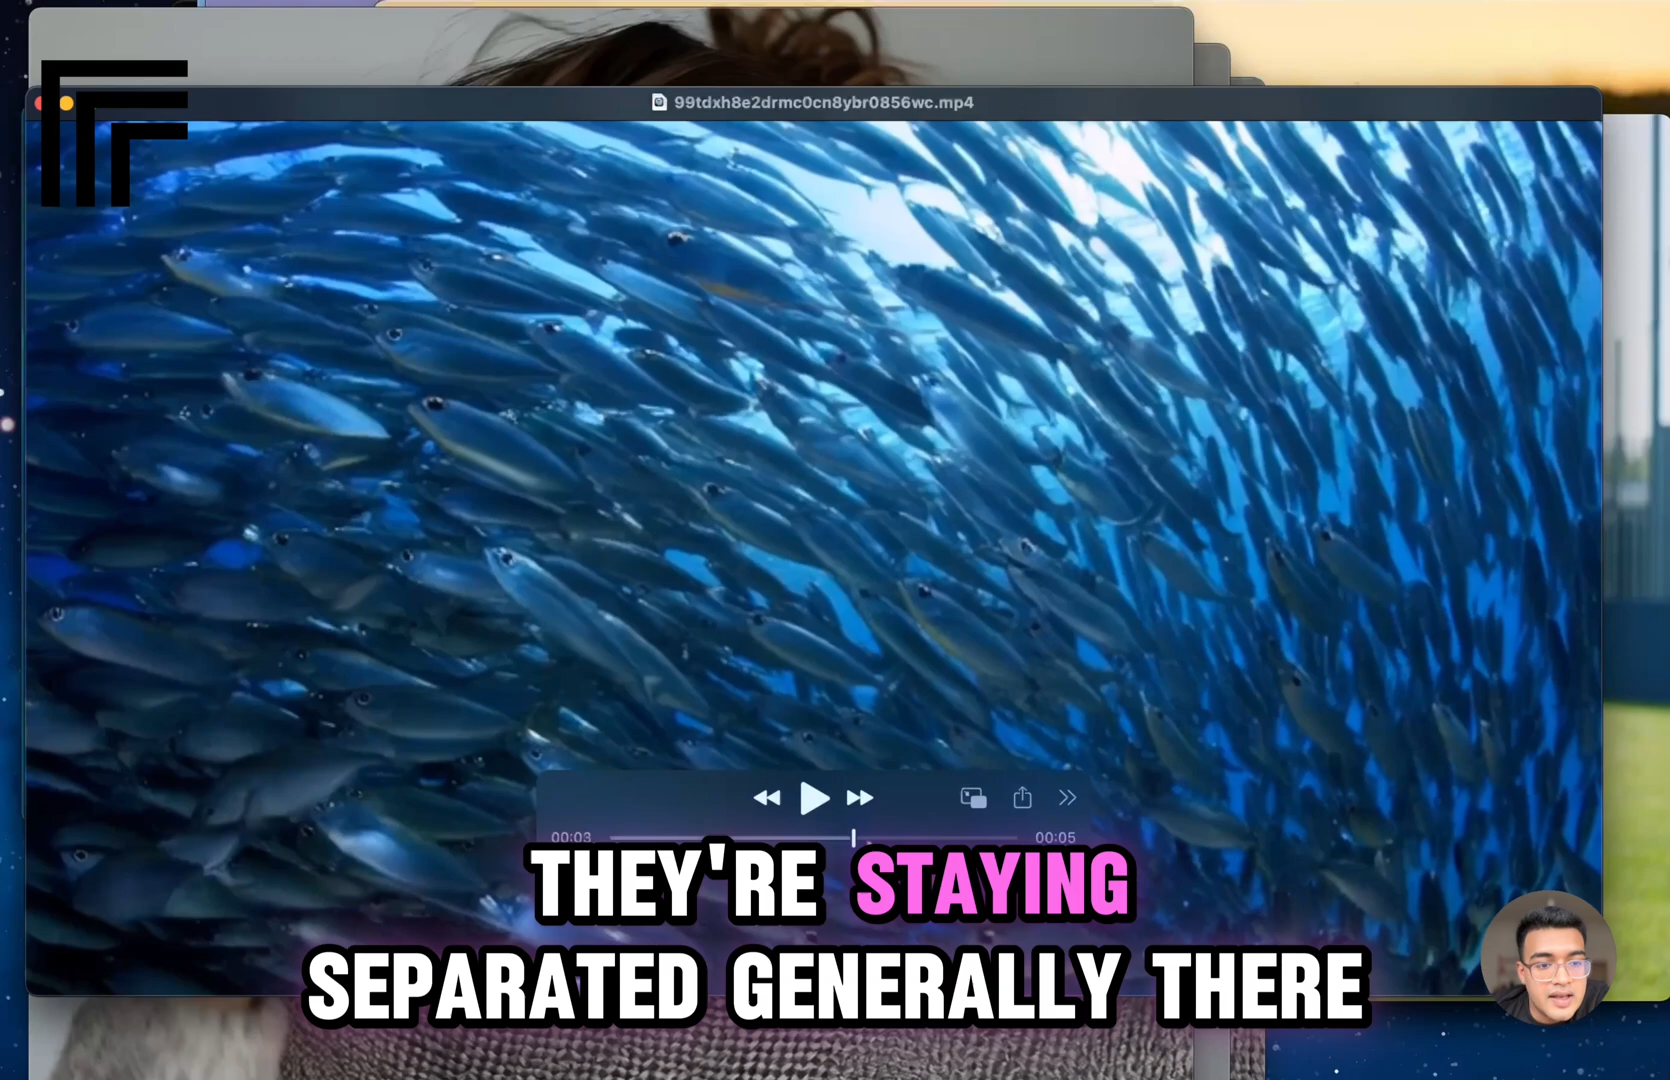 99tdxh8e2drmc0cn8ybr0856wc.mp4
00:03
00:05
THEY'RE STAYING
SEPARATED GENERALLY THERE